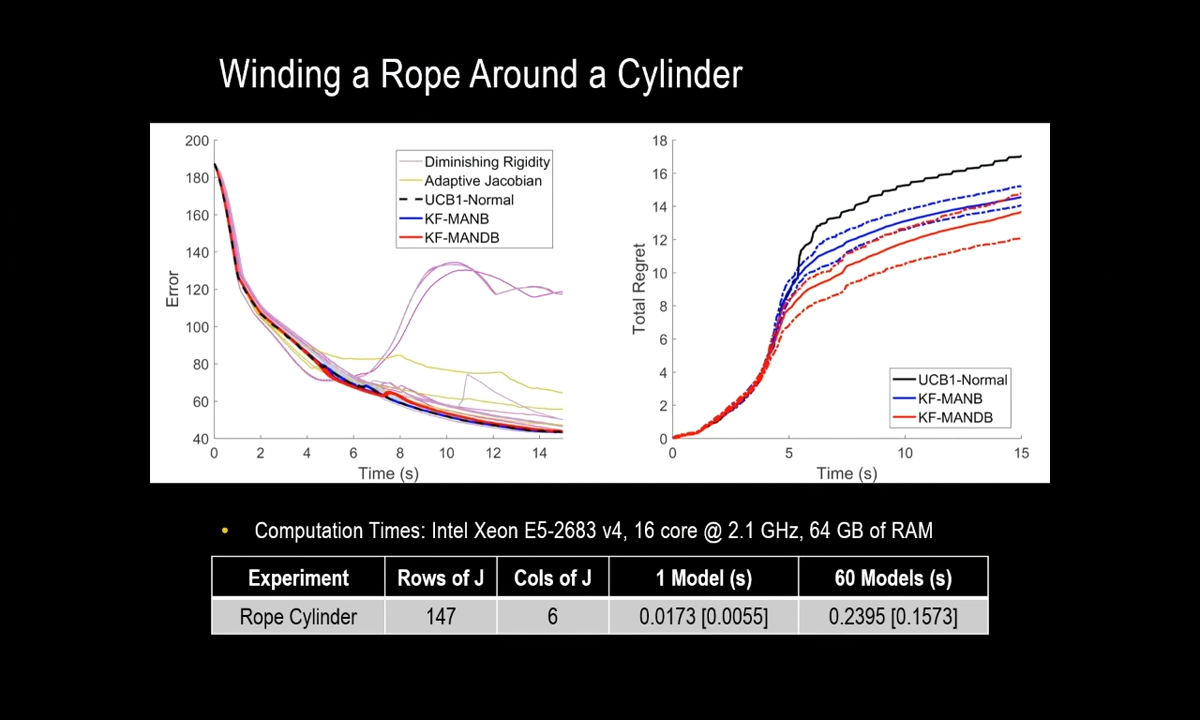 Winding a Rope Around a Cylinder
200
180
160
140
120
100
80
60
40
Error
0 2 4 6 8 10 12 14
Time (s)
Diminishing Rigidity
Adaptive Jacobian
UCB1-Normal
KF-MANB
KF-MANDB
18
16
14
12
10
8
6
4
2
0
Total Regret
0 5 10 15
Time (s)
UCB1-Normal
KF-MANB
KF-MANDB
• Computation Times: Intel Xeon E5-2683 v4, 16 core @ 2.1 GHz, 64 GB of RAM
Experiment Rows of J Cols of J 1 Model (s) 60 Models (s)
Rope Cylinder 147 6 0.0173 [0.0055] 0.2395 [0.1573]